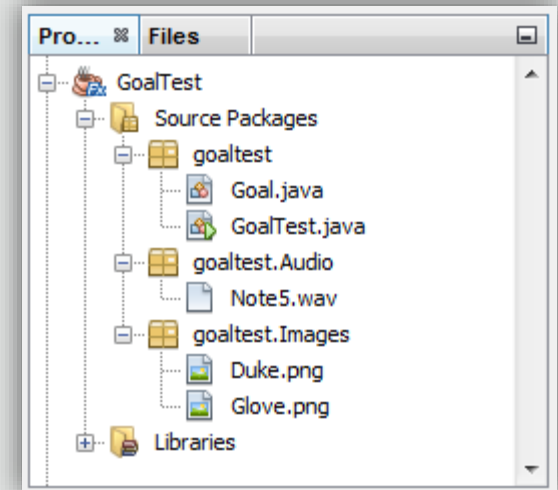 Pro... Files
GoalTest
Source Packages
goaltest
Goal.java
GoalTest.java
goaltest.Audio
Note5.wav
goaltest.Images
Duke.png
Glove.png
Libraries